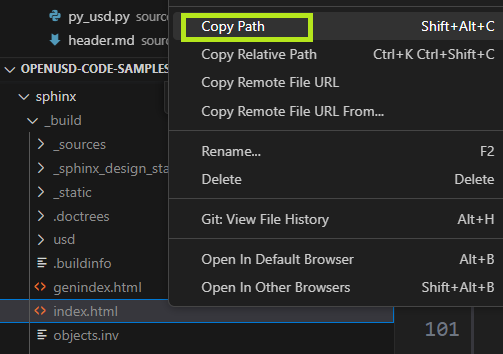 py_usd.py
header.md sourc
OPENUSD-CODE-SAMPLES
sphinx
_build
_sources
_sphinx_design_sta
_static
.doctrees
usd
.buildinfo
genindex.html
index.html
objects.inv
Copy Path Shift+Alt+C
Copy Relative Path Ctrl+K Ctrl+Shift+C
Copy Remote File URL
Copy Remote File URL From...
Rename... F2
Delete Delete
Git: View File History Alt+H
Open In Default Browser Alt+B
Open In Other Browsers Shift+Alt+B
101